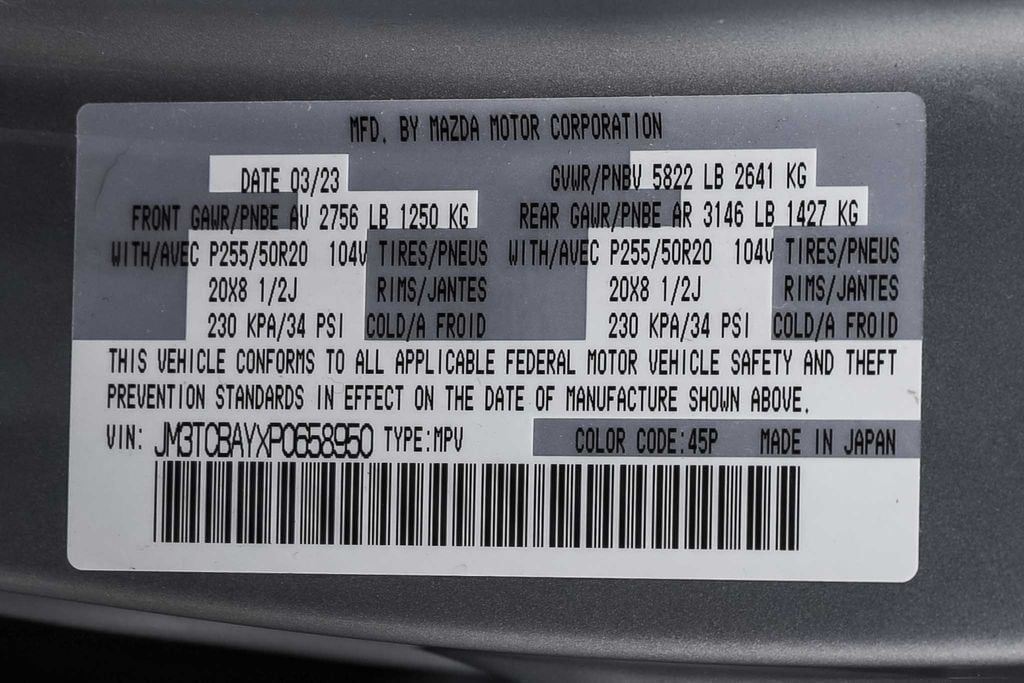 MFD. BY MAZDA MOTOR CORPORATION
DATE 03/23 GVWR/PNBV 5822 LB 2641 KG
FRONT GAWR/PNBE AV 2756 LB 1250 KG REAR GAWR/PNBE AR 3146 LB 1427 KG
WITH/AVEC P255/50R20 104V TIRES/PNEUS WITH/AVEC P255/50R20 104V TIRES/PNEUS
20X8 1/2J RIMS/JANTES 20X8 1/2J RIMS/JANTES
230 KPA/34 PSI COLD/A FROID 230 KPA/34 PSI COLD/A FROID
THIS VEHICLE CONFORMS TO ALL APPLICABLE FEDERAL MOTOR VEHICLE SAFETY AND THEFT
PREVENTION STANDARDS IN EFFECT ON THE DATE OF MANUFACTURE SHOWN ABOVE.
VIN: JM3TCBAYXP0658950 TYPE:MPV COLOR CODE:45P MADE IN JAPAN